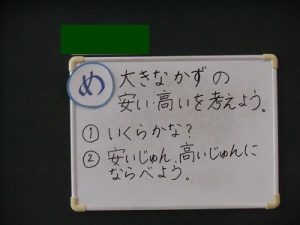 め
大きなかずの
安い・高いを考えよう。
① いくらかな?
② 安いじゅん、高いじゅんに
ならべよう。